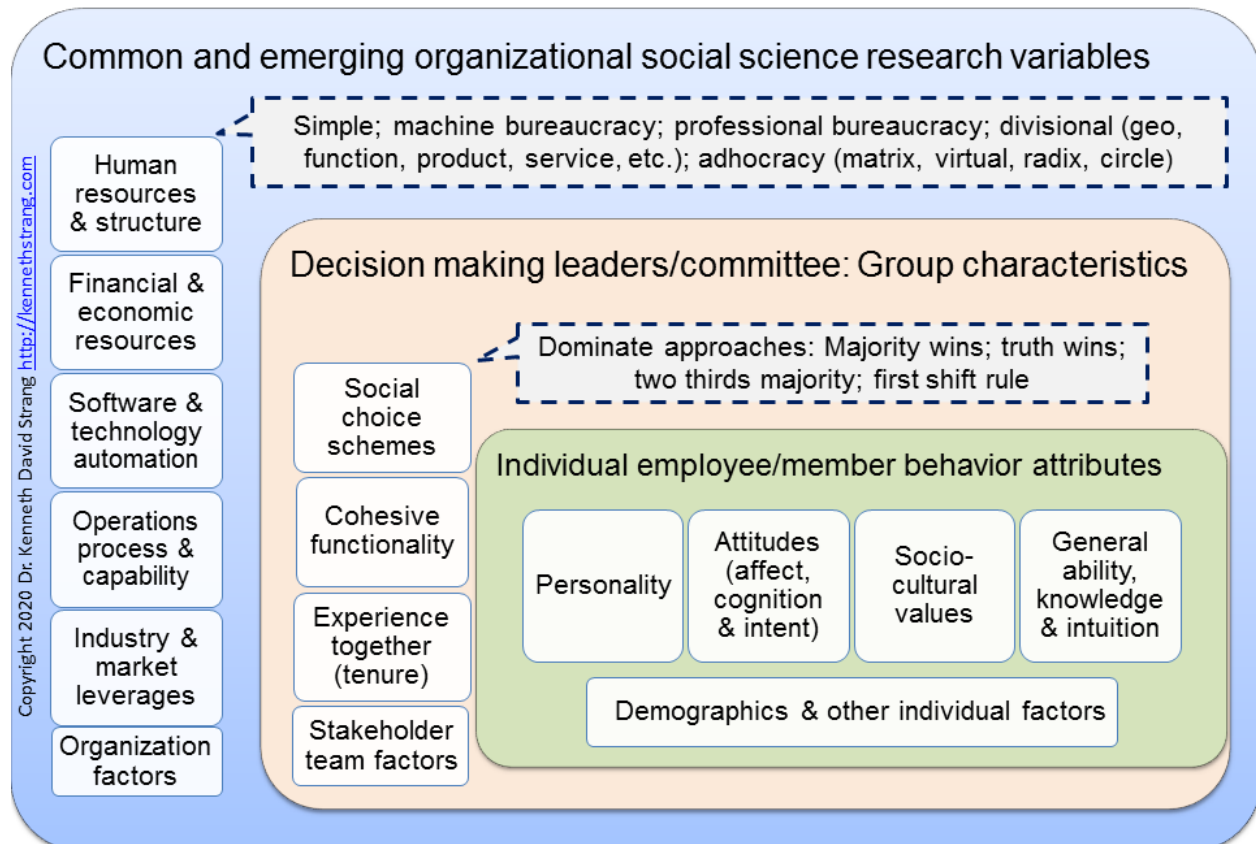 Common and emerging organizational social science research variables
Simple; machine bureaucracy; professional bureaucracy; divisional (geo,
function, product, service, etc.); adhocracy (matrix, virtual, radix, circle)
Human
resources
& structure
Financial &
economic
resources
Software &
technology
automation
Operations
process &
capability
Industry &
market
leverages
Organization
factors
Decision making leaders/committee: Group characteristics
Dominate approaches: Majority wins; truth wins;
two thirds majority; first shift rule
Social
choice
schemes
Cohesive
functionality
Experience
together
(tenure)
Stakeholder
team factors
Individual employee/member behavior attributes
Personality
Attitudes
(affect,
cognition
& intent)
Socio-
cultural
values
General
ability,
knowledge
& intuition
Demographics & other individual factors
Copyright 2020 Dr. Kenneth David Strang http://kennethstrang.com